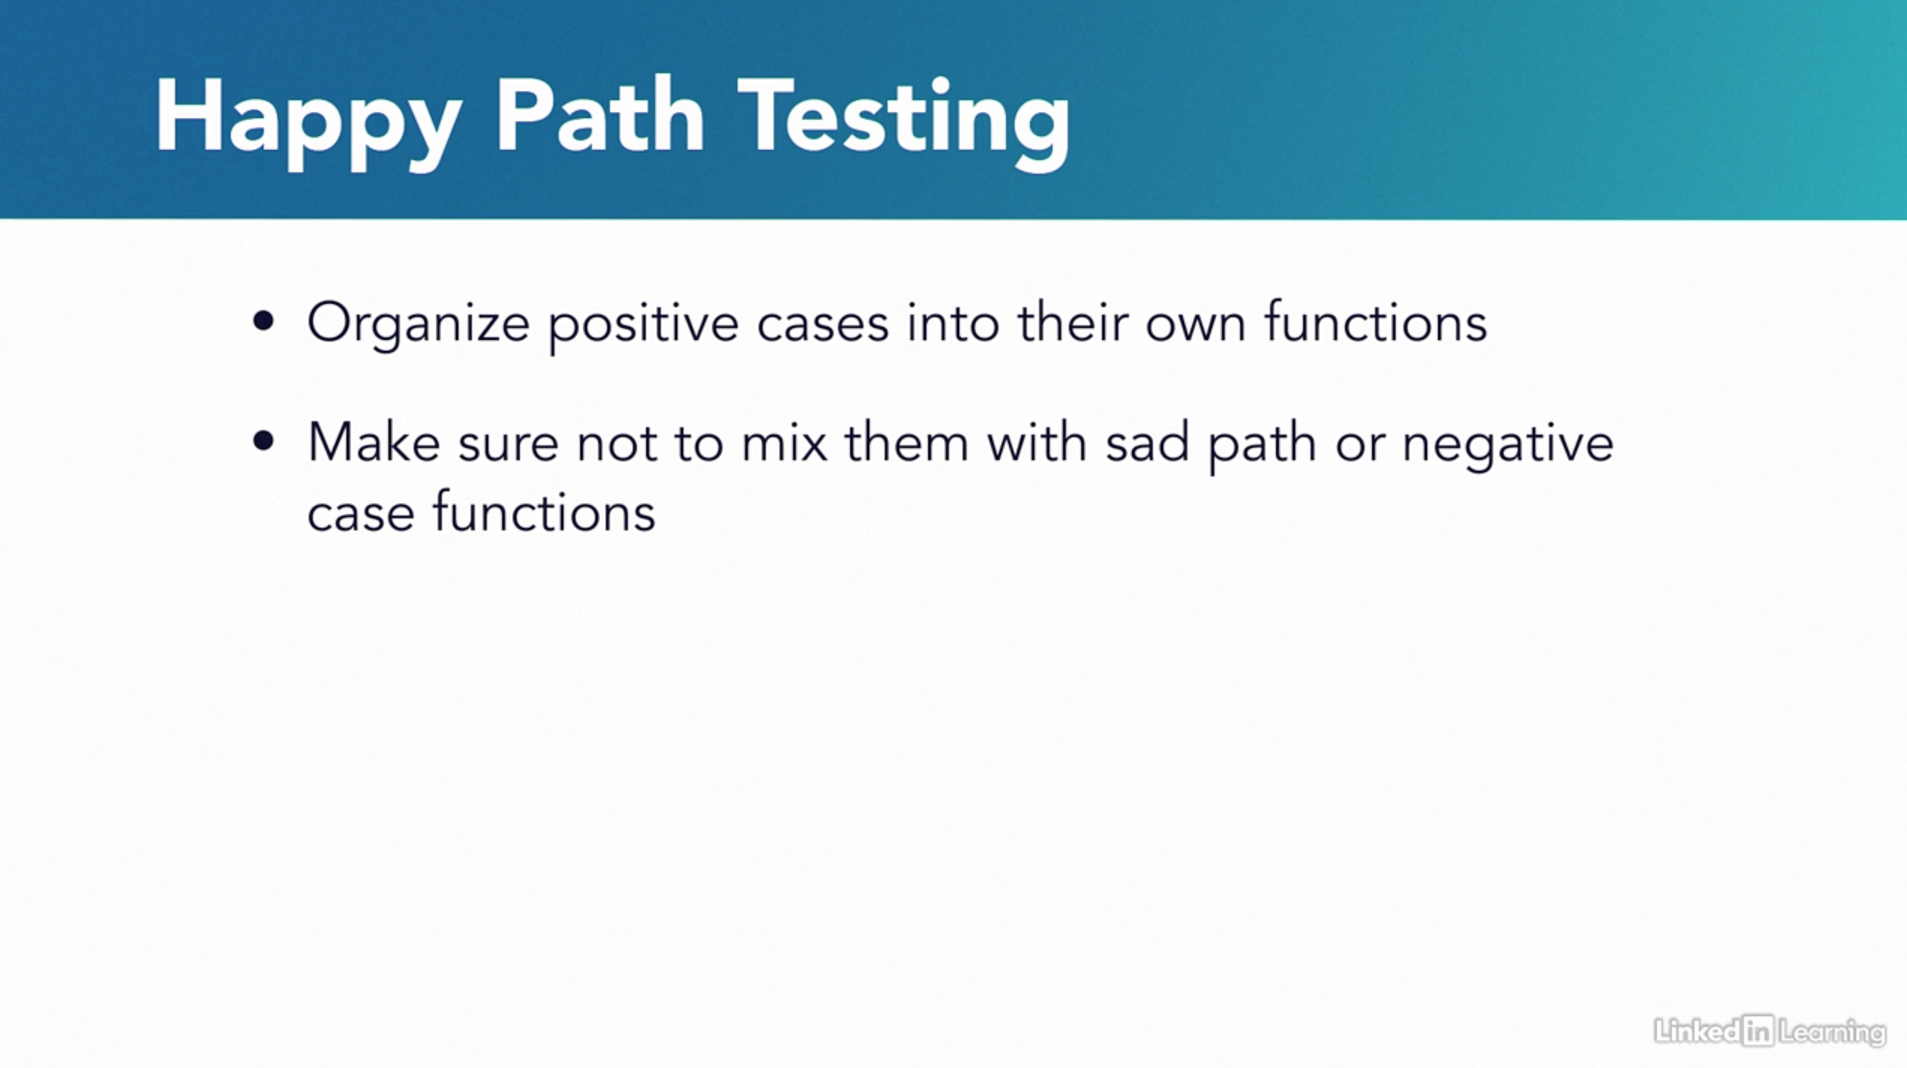 Happy Path Testing
• Organize positive cases into their own functions
• Make sure not to mix them with sad path or negative
case functions
Linked in Learning